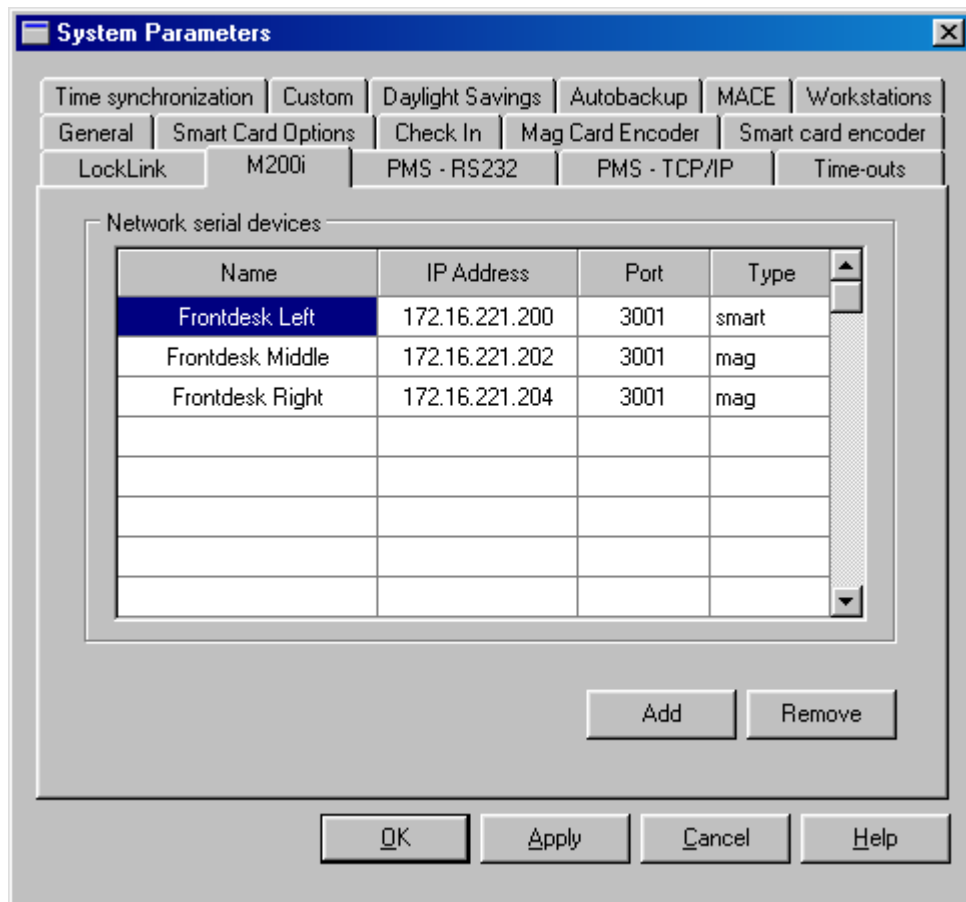 System Parameters
Time synchronization Custom Daylight Savings Autobackup MACE Workstations
General Smart Card Options Check In Mag Card Encoder Smart card encoder
LockLink M200i PMS - RS232 PMS - TCP/IP Time-outs
Network serial devices
Name IP Address Port Type
Frontdesk Left 172.16.221.200 3001 smart
Frontdesk Middle 172.16.221.202 3001 mag
Frontdesk Right 172.16.221.204 3001 mag
Add Remove
OK Apply Cancel Help